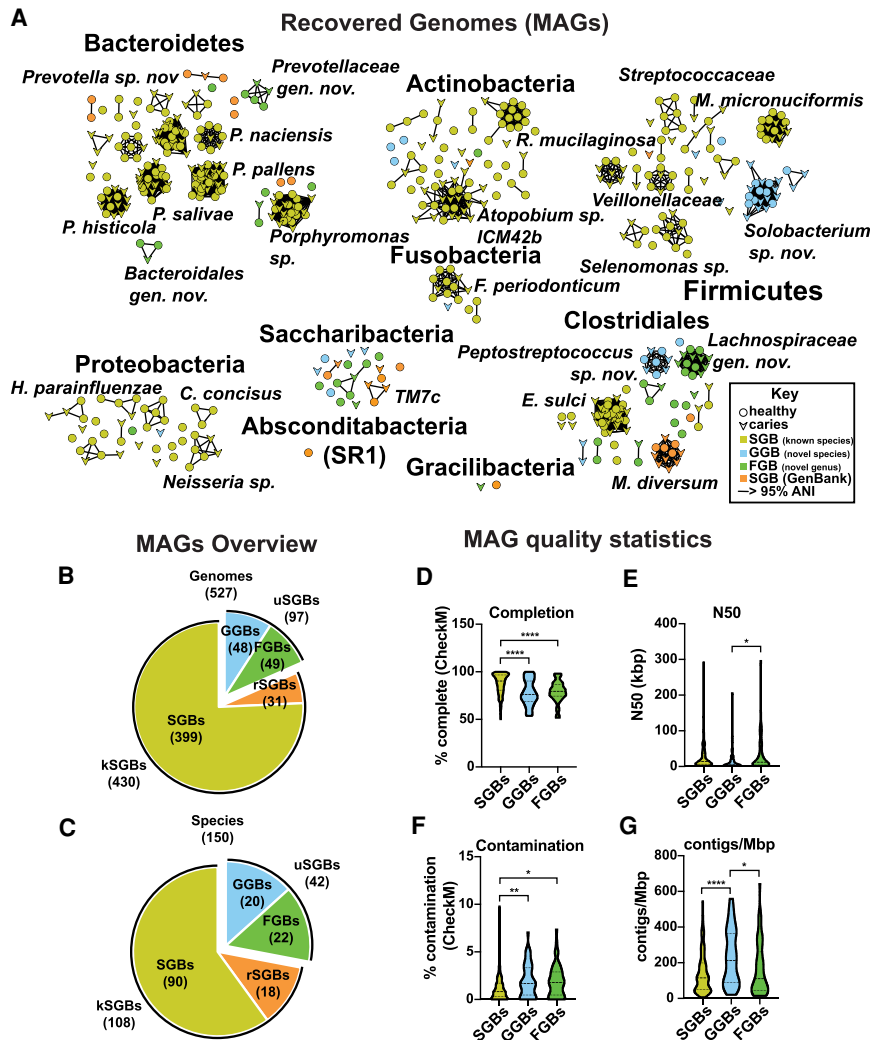 A
Recovered Genomes (MAGs)
Bacteroidetes
Prevotella sp. nov
Prevotellaceae
gen. nov.
P. naciensis
P. pallens
P. histicola
P. salivae
Porphyromonas
sp.
Bacteroidales
gen. nov.
Actinobacteria
R. mucilaginosa
Atopobium sp.
ICM42b
Streptococcaceae
M. micronuciformis
Veillonellaceae
Solobacterium
sp. nov.
Selenomonas sp.
Firmicutes
Fusobacteria
F. periodonticum
Clostridiales
Peptostreptococcus
sp. nov.
Lachnospiraceae
gen. nov.
E. sulci
M. diversum
Saccharibacteria
TM7c
Proteobacteria
H. parainfluenzae
C. concisus
Neisseria sp.
Absconditabacteria
(SR1)
Gracilibacteria
Key
healthy
caries
SGB (known species)
GGB (novel species)
FGB (novel genus)
SGB (GenBank)
> 95% ANI
MAGs Overview
MAG quality statistics
B
Genomes
(527)
uSGBs
(97)
GGBs
(48)
FGBs
(49)
rSGBs
(31)
SGBs
(399)
kSGBs
(430)
C
Species
(150)
uSGBs
(42)
GGBs
(20)
FGBs
(22)
rSGBs
(18)
SGBs
(90)
kSGBs
(108)
D
Completion
% complete (CheckM)
150
100
50
0
****
****
SGBs
GGBs
FGBs
E
N50
N50 (kbp)
400
300
200
100
0
*
SGBs
GGBs
FGBs
F
Contamination
% contamination
(CheckM)
15
10
5
0
*
**
SGBs
GGBs
FGBs
G
contigs/Mbp
contigs/Mbp
800
600
400
200
0
****
*
SGBs
GGBs
FGBs